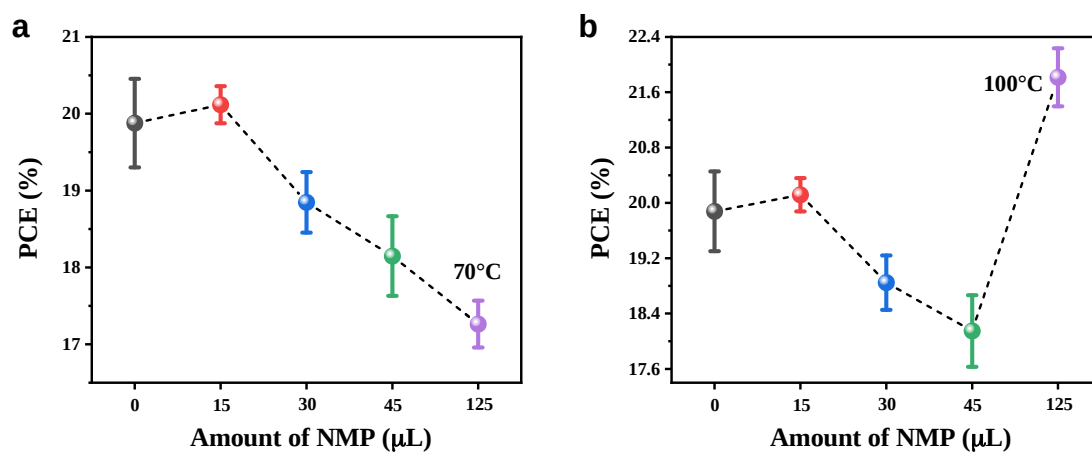 a
21
20
19
18
17
PCE (%)
70°C
0 15 30 45 125
Amount of NMP (μL)
b
22.4
21.6
20.8
20.0
19.2
18.4
17.6
PCE (%)
100°C
0 15 30 45 125
Amount of NMP (μL)